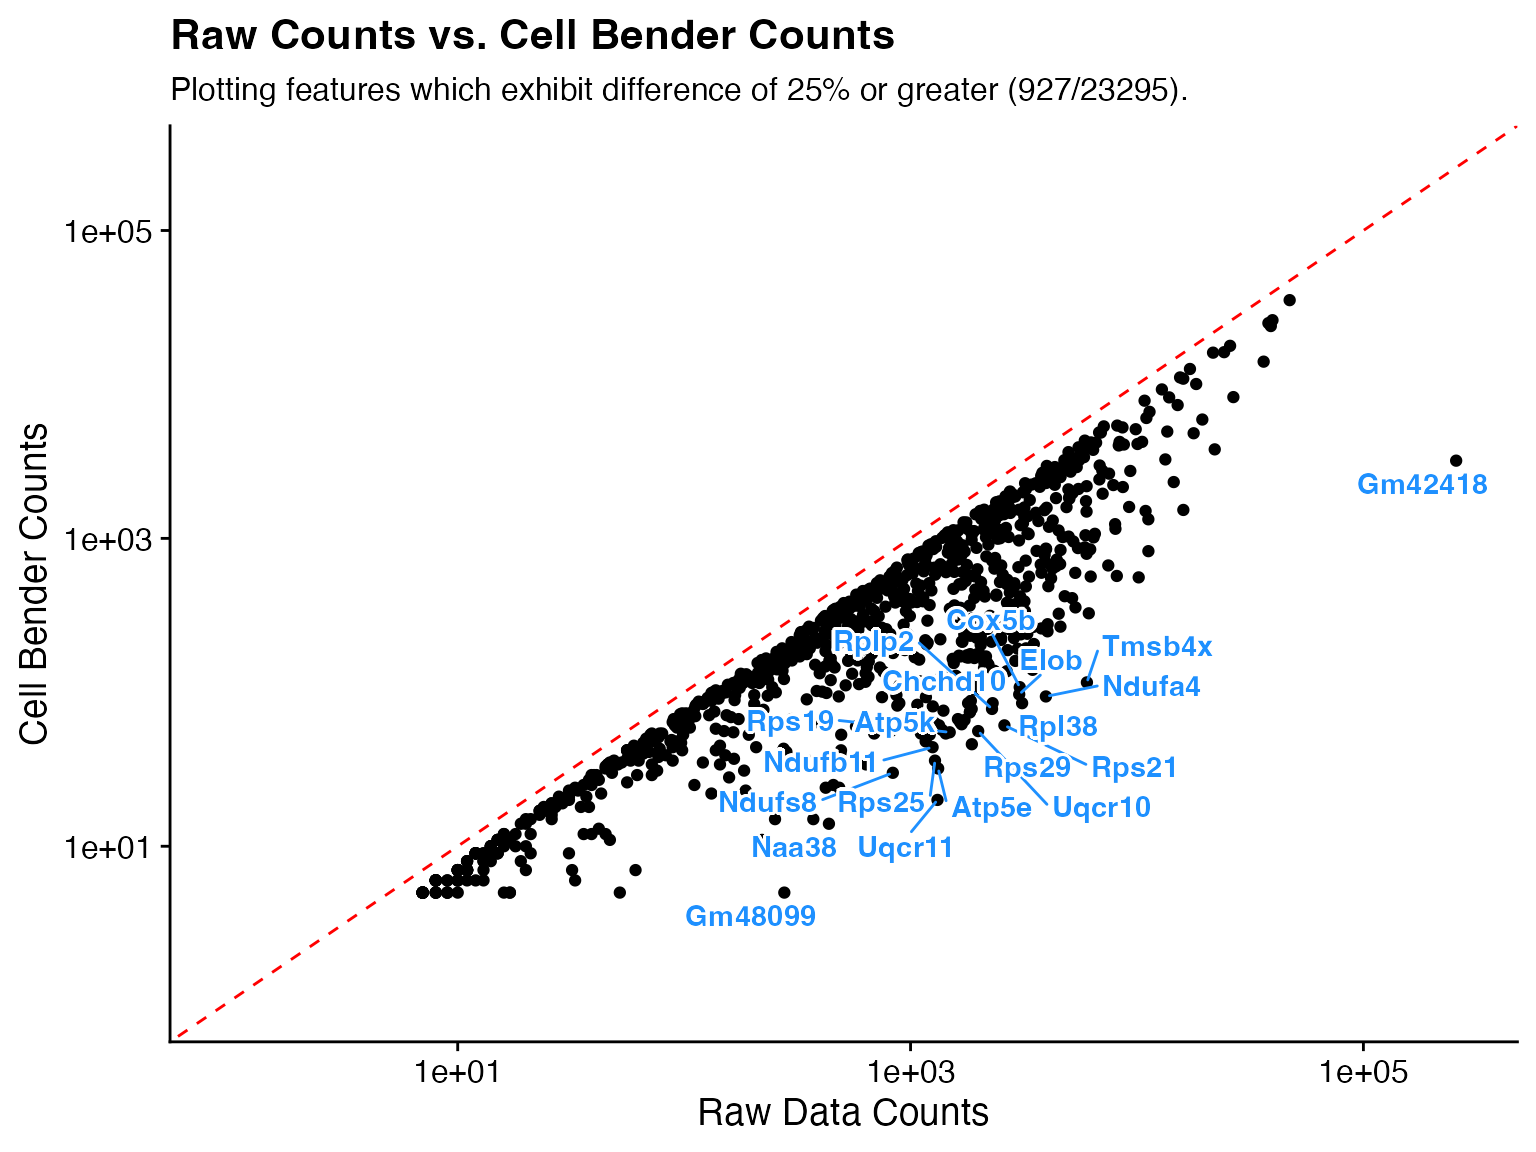 Raw Counts vs. Cell Bender Counts
Plotting features which exhibit difference of 25% or greater (927/23295).
Cell Bender Counts
1e+05
1e+03
1e+01
Gm42418
Cox5b
Rplp2
Tmsb4x
Elob
Chchd10
Ndufa4
Rps19
Atp5k
Rpl38
Ndufb11
Rps29
Rps21
Ndufs8
Rps25
Atp5e
Uqcr10
Naa38
Uqcr11
Gm48099
1e+01
1e+03
1e+05
Raw Data Counts